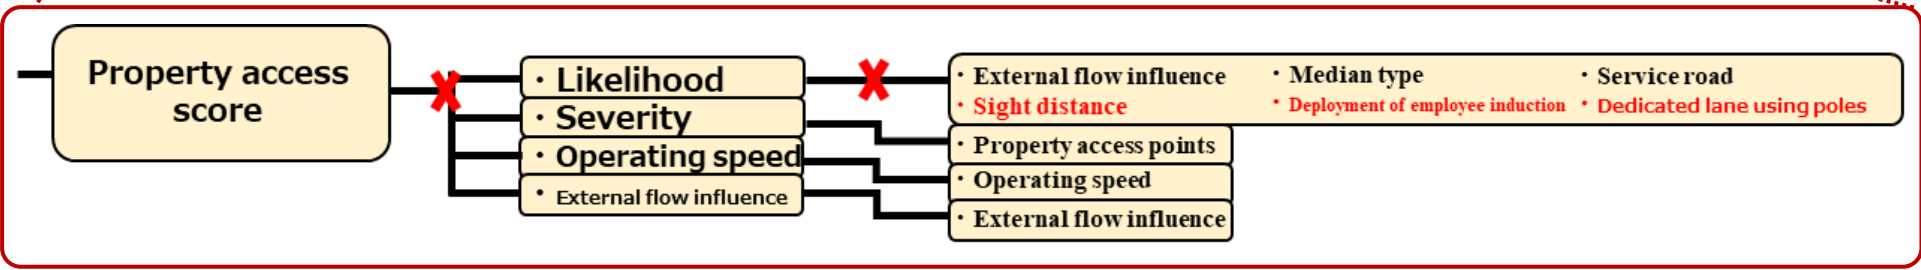 Property access
score
・ Likelihood
・ Severity
・ Operating speed
・ External flow influence
・ External flow influence ・ Median type ・ Service road
・ Sight distance ・ Deployment of employee induction ・ Dedicated lane using poles
・ Property access points
・ Operating speed
・ External flow influence